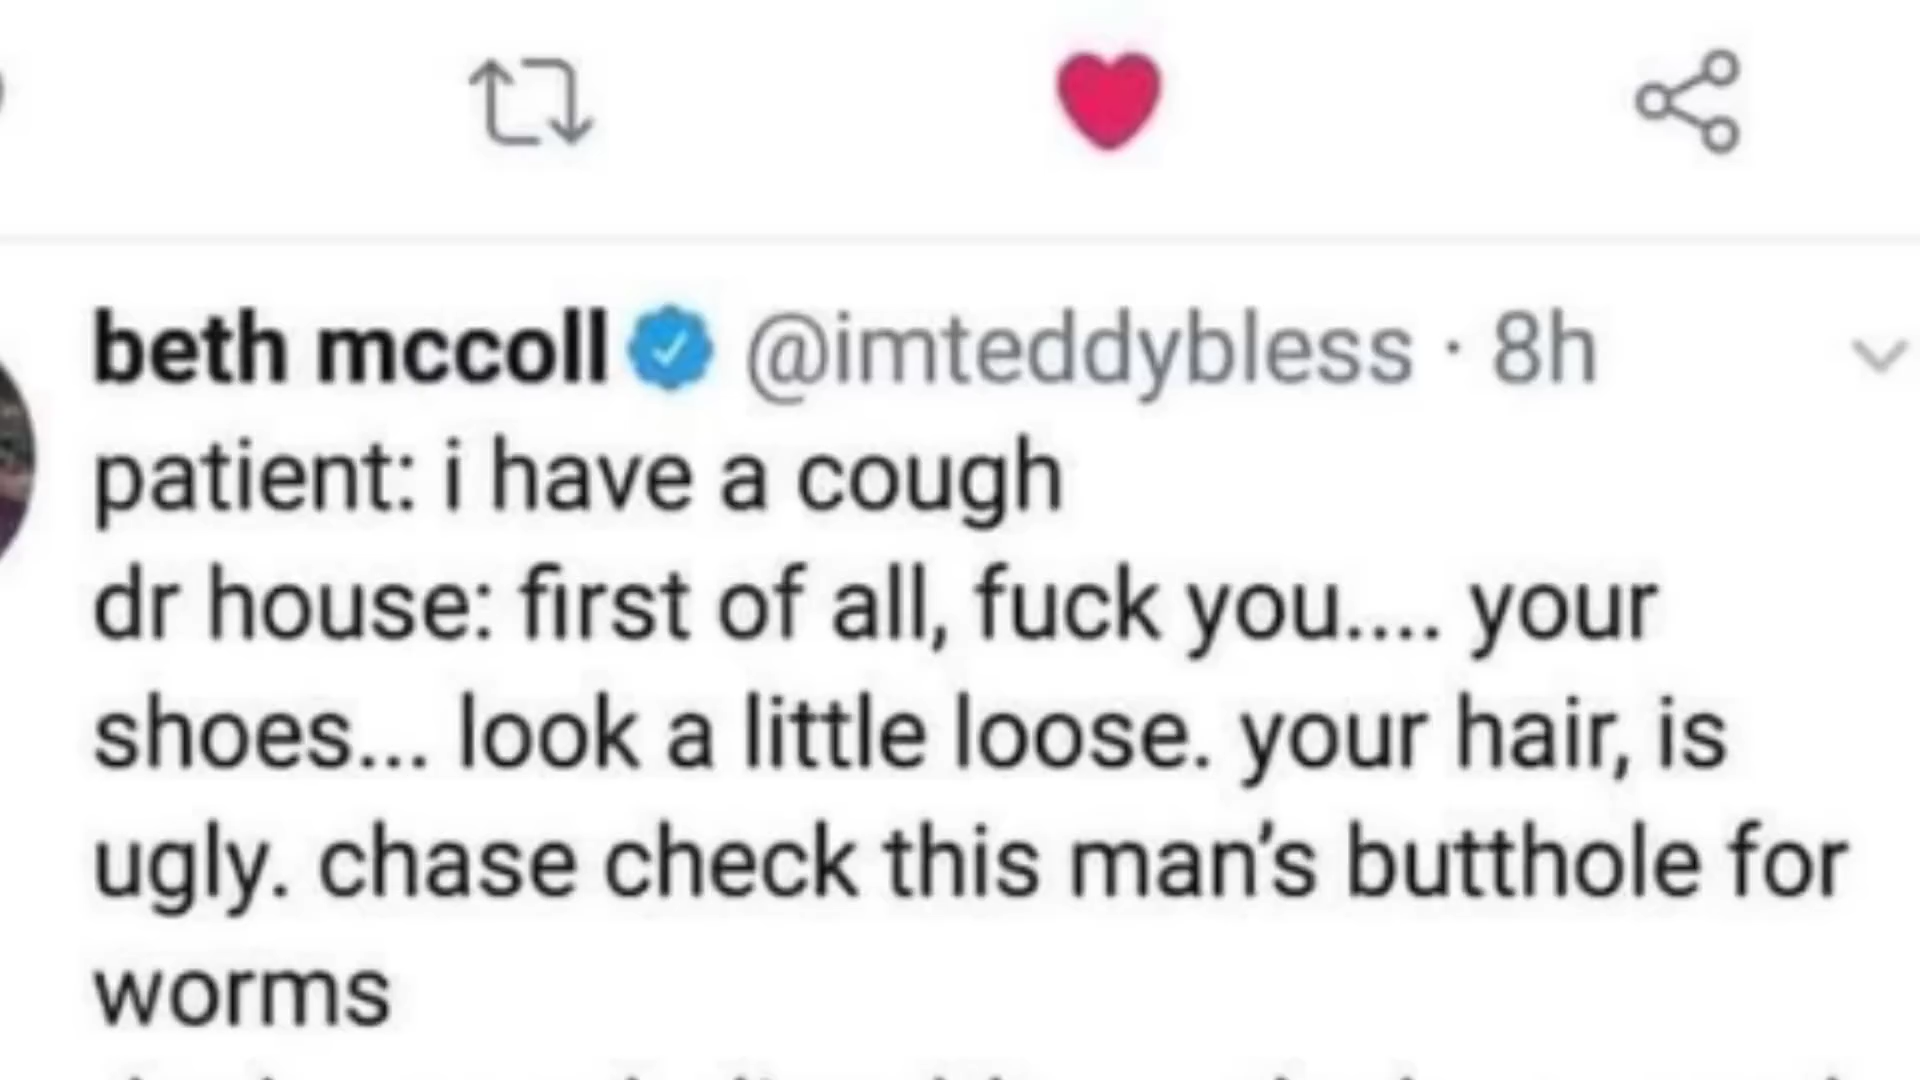 beth mccoll @imteddybless · 8h
patient: i have a cough
dr house: first of all, fuck you.... your
shoes... look a little loose. your hair, is
ugly. chase check this man's butthole for
worms